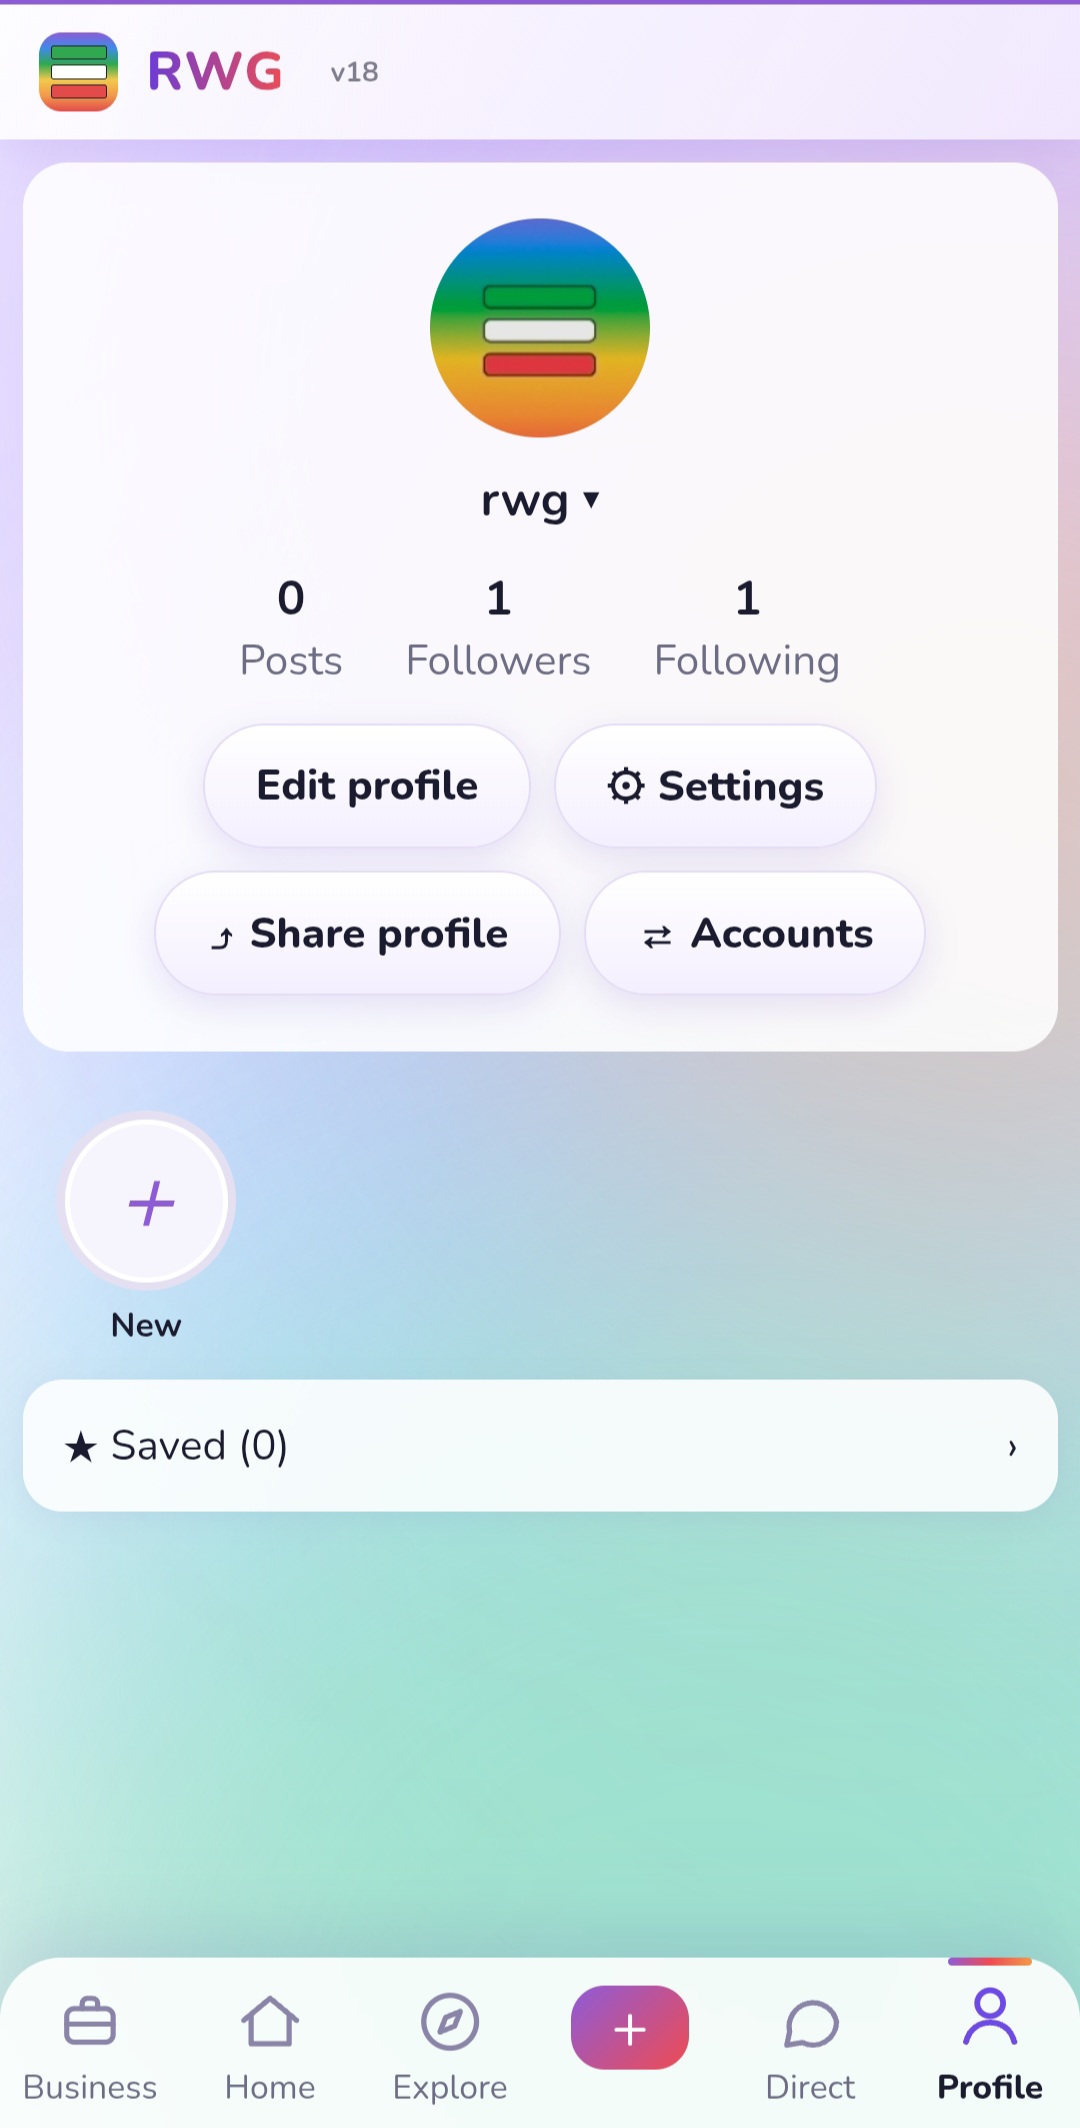 RWG v18
rwg ▼
0 1 1
Posts Followers Following
Edit profile ⚙ Settings
⤴ Share profile ⇄ Accounts
+
New
★ Saved (0) ›
+
Business Home Explore Direct Profile